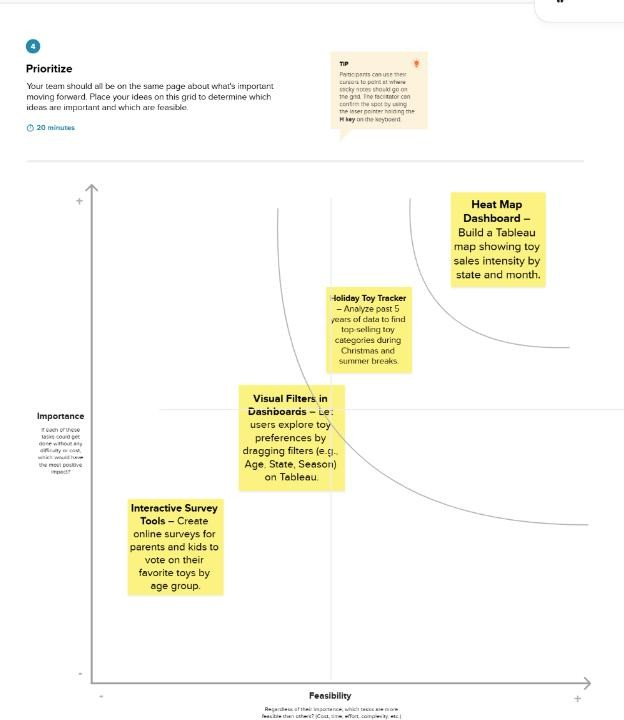 4
Prioritize
Your team should all be on the same page about what's important
moving forward. Place your ideas on this grid to determine which
ideas are important and which are feasible.
20 minutes
TIP
Participants can use their
cursors to point at where
sticky notes should go on
the grid. The facilitator can
confirm the spot by using
the laser pointer holding the
H key on the keyboard.
+
Heat Map
Dashboard –
Build a Tableau
map showing toy
sales intensity by
state and month.
Holiday Toy Tracker
– Analyze past 5
years of data to find
top-selling toy
categories during
Christmas and
summer breaks.
Visual Filters in
Dashboards – Let
users explore toy
preferences by
dragging filters (e.g.,
Age, State, Season)
on Tableau.
Importance
If each of these
tasks could get
done without any
difficulty or cost,
which would have
the most positive
impact?
Interactive Survey
Tools – Create
online surveys for
parents and kids to
vote on their
favorite toys by
age group.
-
-
Feasibility
+
Regardless of their importance, which tasks are more
feasible than others? (Cost, time, effort, complexity, etc.)